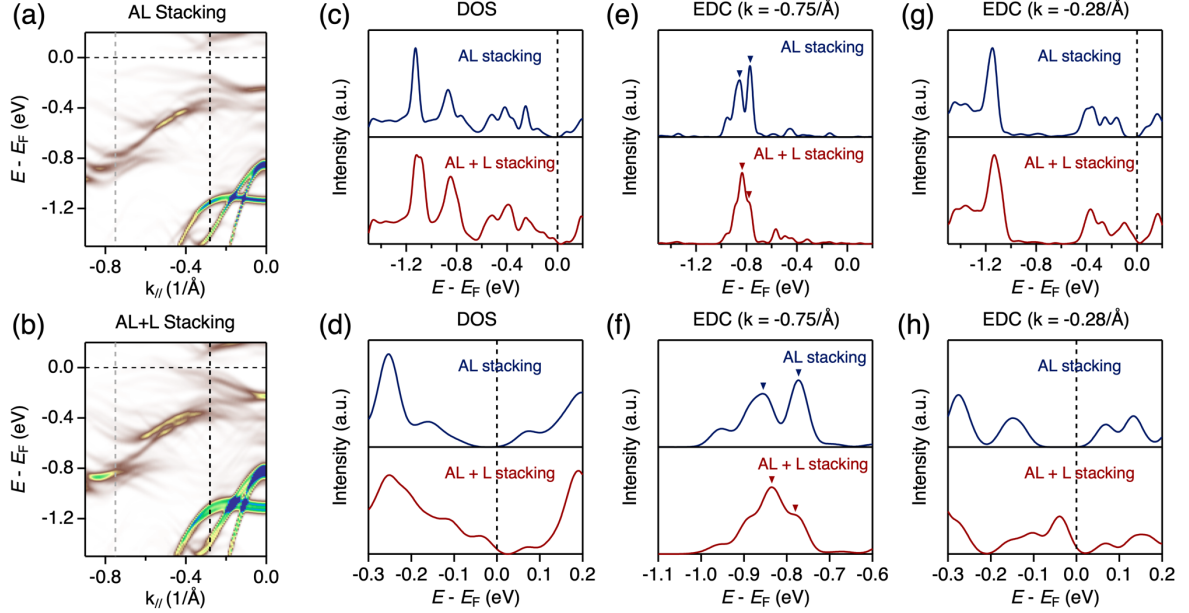 (a)
AL Stacking
0.0
-0.4
-0.8
-1.2
E - EF (eV)
-0.8
-0.4
0.0
k// (1/Å)
(b)
AL+L Stacking
0.0
-0.4
-0.8
-1.2
E - EF (eV)
-0.8
-0.4
0.0
k// (1/Å)
(c)
DOS
AL stacking
AL + L stacking
Intensity (a.u.)
-1.2
-0.8
-0.4
0.0
E - EF (eV)
(d)
DOS
AL stacking
AL + L stacking
Intensity (a.u.)
-0.3 -0.2 -0.1 0.0 0.1 0.2
E - EF (eV)
(e)
EDC (k = -0.75/Å)
AL stacking
AL + L stacking
Intensity (a.u.)
-1.2
-0.8
-0.4
0.0
E - EF (eV)
(f)
EDC (k = -0.75/Å)
AL stacking
AL + L stacking
Intensity (a.u.)
-1.1 -1.0 -0.9 -0.8 -0.7 -0.6
E - EF (eV)
(g)
EDC (k = -0.28/Å)
AL stacking
AL + L stacking
Intensity (a.u.)
-1.2
-0.8
-0.4
0.0
E - EF (eV)
(h)
EDC (k = -0.28/Å)
AL stacking
AL + L stacking
Intensity (a.u.)
-0.3 -0.2 -0.1 0.0 0.1 0.2
E - EF (eV)